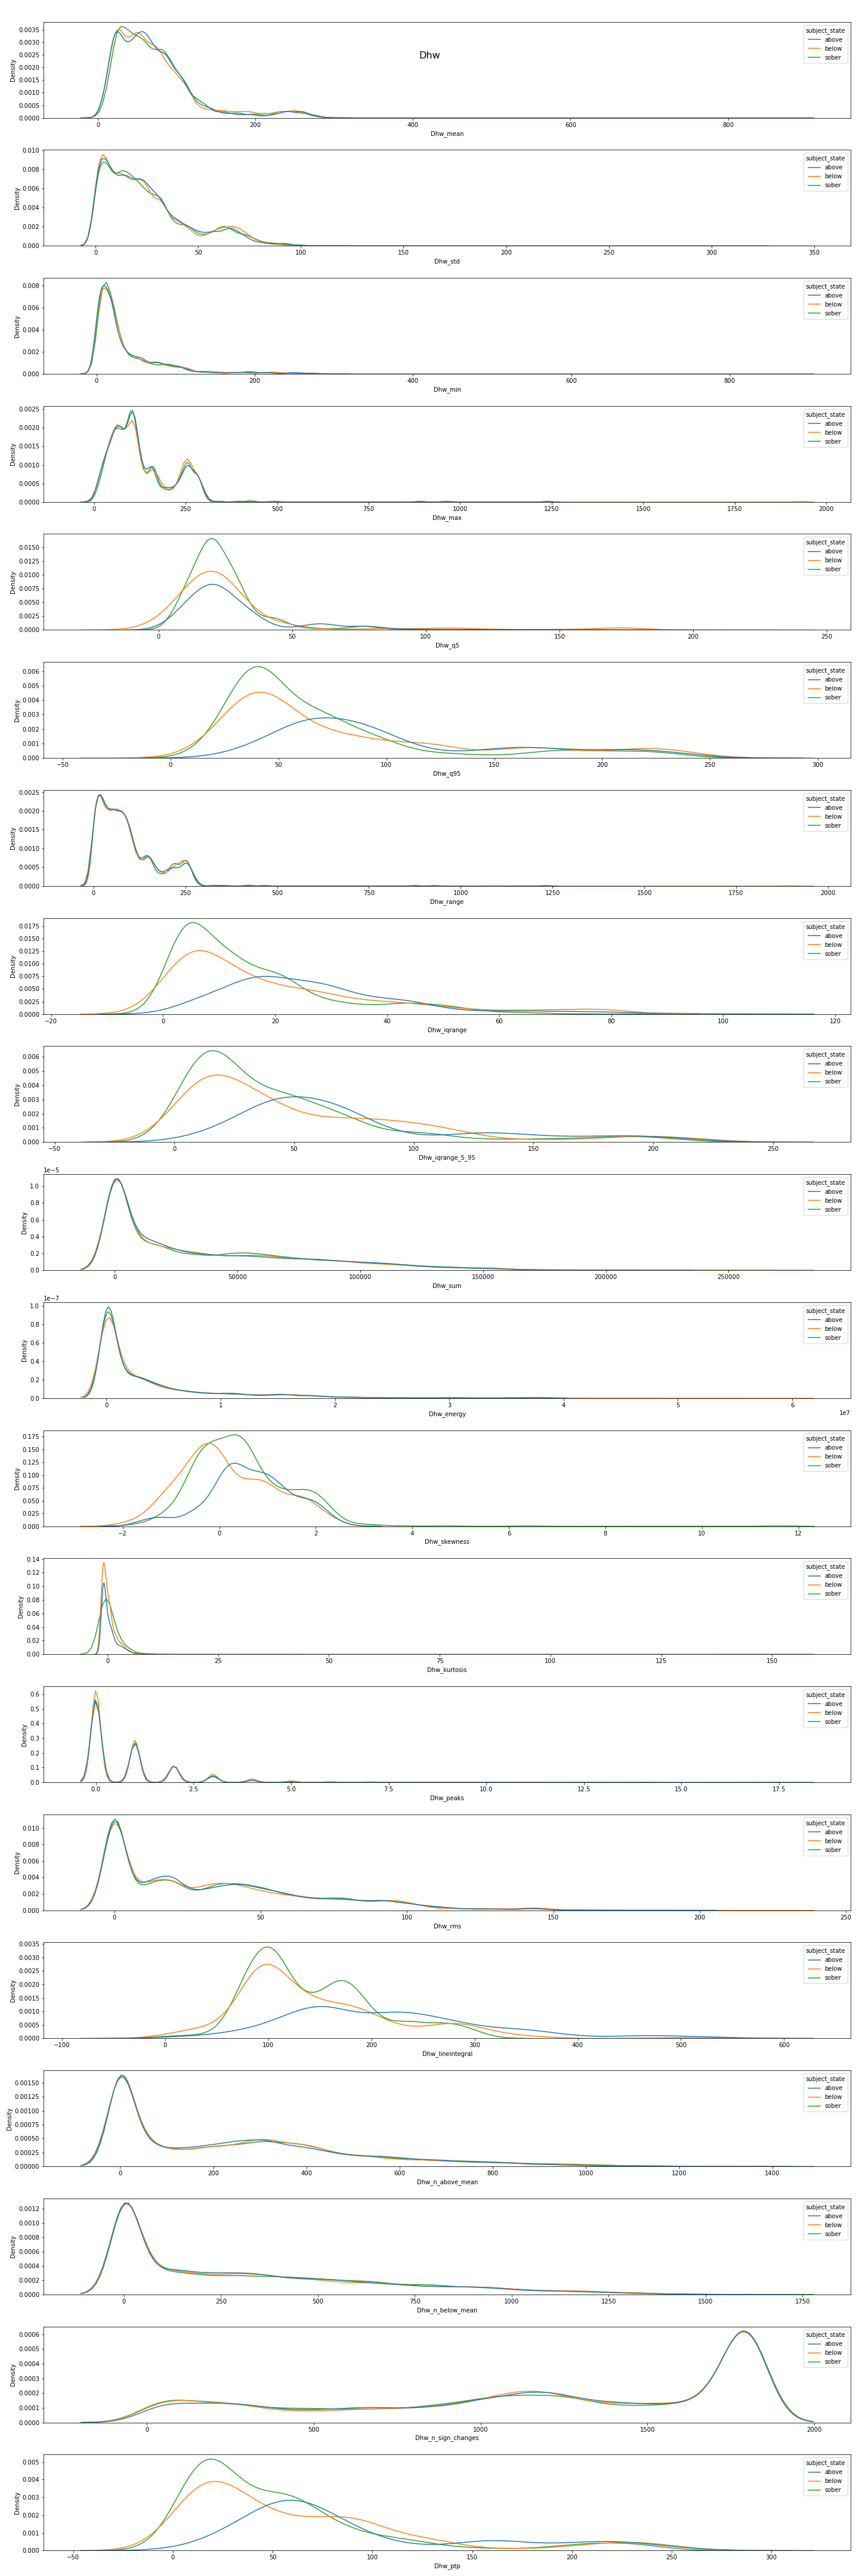 Dhw
0.0035
0.0030
0.0025
0.0020
0.0015
0.0010
0.0005
0.0000
Density
0 200 400 600 800
Dhw_mean
subject_state
above
below
sober
0.010
0.008
0.006
0.004
0.002
0.000
Density
0 50 100 150 200 250 300 350
Dhw_std
subject_state
above
below
sober
0.008
0.006
0.004
0.002
0.000
Density
0 200 400 600 800
Dhw_min
subject_state
above
below
sober
0.0025
0.0020
0.0015
0.0010
0.0005
0.0000
Density
0 250 500 750 1000 1250 1500 1750 2000
Dhw_max
subject_state
above
below
sober
0.0150
0.0125
0.0100
0.0075
0.0050
0.0025
0.0000
Density
0 50 100 150 200 250
Dhw_q5
subject_state
above
below
sober
0.006
0.005
0.004
0.003
0.002
0.001
0.000
Density
−50 0 50 100 150 200 250 300
Dhw_q95
subject_state
above
below
sober
0.0025
0.0020
0.0015
0.0010
0.0005
0.0000
Density
0 250 500 750 1000 1250 1500 1750 2000
Dhw_range
subject_state
above
below
sober
0.0175
0.0150
0.0125
0.0100
0.0075
0.0050
0.0025
0.0000
Density
−20 0 20 40 60 80 100 120
Dhw_iqrange
subject_state
above
below
sober
0.006
0.005
0.004
0.003
0.002
0.001
0.000
Density
−50 0 50 100 150 200 250
Dhw_iqrange_5_95
subject_state
above
below
sober
1e−5
1.0
0.8
0.6
0.4
0.2
0.0
Density
0 50000 100000 150000 200000 250000
Dhw_sum
subject_state
above
below
sober
1e−7
1.0
0.8
0.6
0.4
0.2
0.0
Density
0 1 2 3 4 5 6
1e7
Dhw_energy
subject_state
above
below
sober
0.175
0.150
0.125
0.100
0.075
0.050
0.025
0.000
Density
−2 0 2 4 6 8 10 12
Dhw_skewness
subject_state
above
below
sober
0.14
0.12
0.10
0.08
0.06
0.04
0.02
0.00
Density
0 25 50 75 100 125 150
Dhw_kurtosis
subject_state
above
below
sober
0.6
0.5
0.4
0.3
0.2
0.1
0.0
Density
0.0 2.5 5.0 7.5 10.0 12.5 15.0 17.5
Dhw_peaks
subject_state
above
below
sober
0.010
0.008
0.006
0.004
0.002
0.000
Density
0 50 100 150 200 250
Dhw_rms
subject_state
above
below
sober
0.0035
0.0030
0.0025
0.0020
0.0015
0.0010
0.0005
0.0000
Density
−100 0 100 200 300 400 500 600
Dhw_lineintegral
subject_state
above
below
sober
0.00150
0.00125
0.00100
0.00075
0.00050
0.00025
0.00000
Density
0 200 400 600 800 1000 1200 1400
Dhw_n_above_mean
subject_state
above
below
sober
0.0012
0.0010
0.0008
0.0006
0.0004
0.0002
0.0000
Density
0 250 500 750 1000 1250 1500 1750
Dhw_n_below_mean
subject_state
above
below
sober
0.0006
0.0005
0.0004
0.0003
0.0002
0.0001
0.0000
Density
0 500 1000 1500 2000
Dhw_n_sign_changes
subject_state
above
below
sober
0.005
0.004
0.003
0.002
0.001
0.000
Density
−50 0 50 100 150 200 250 300
Dhw_ptp
subject_state
above
below
sober